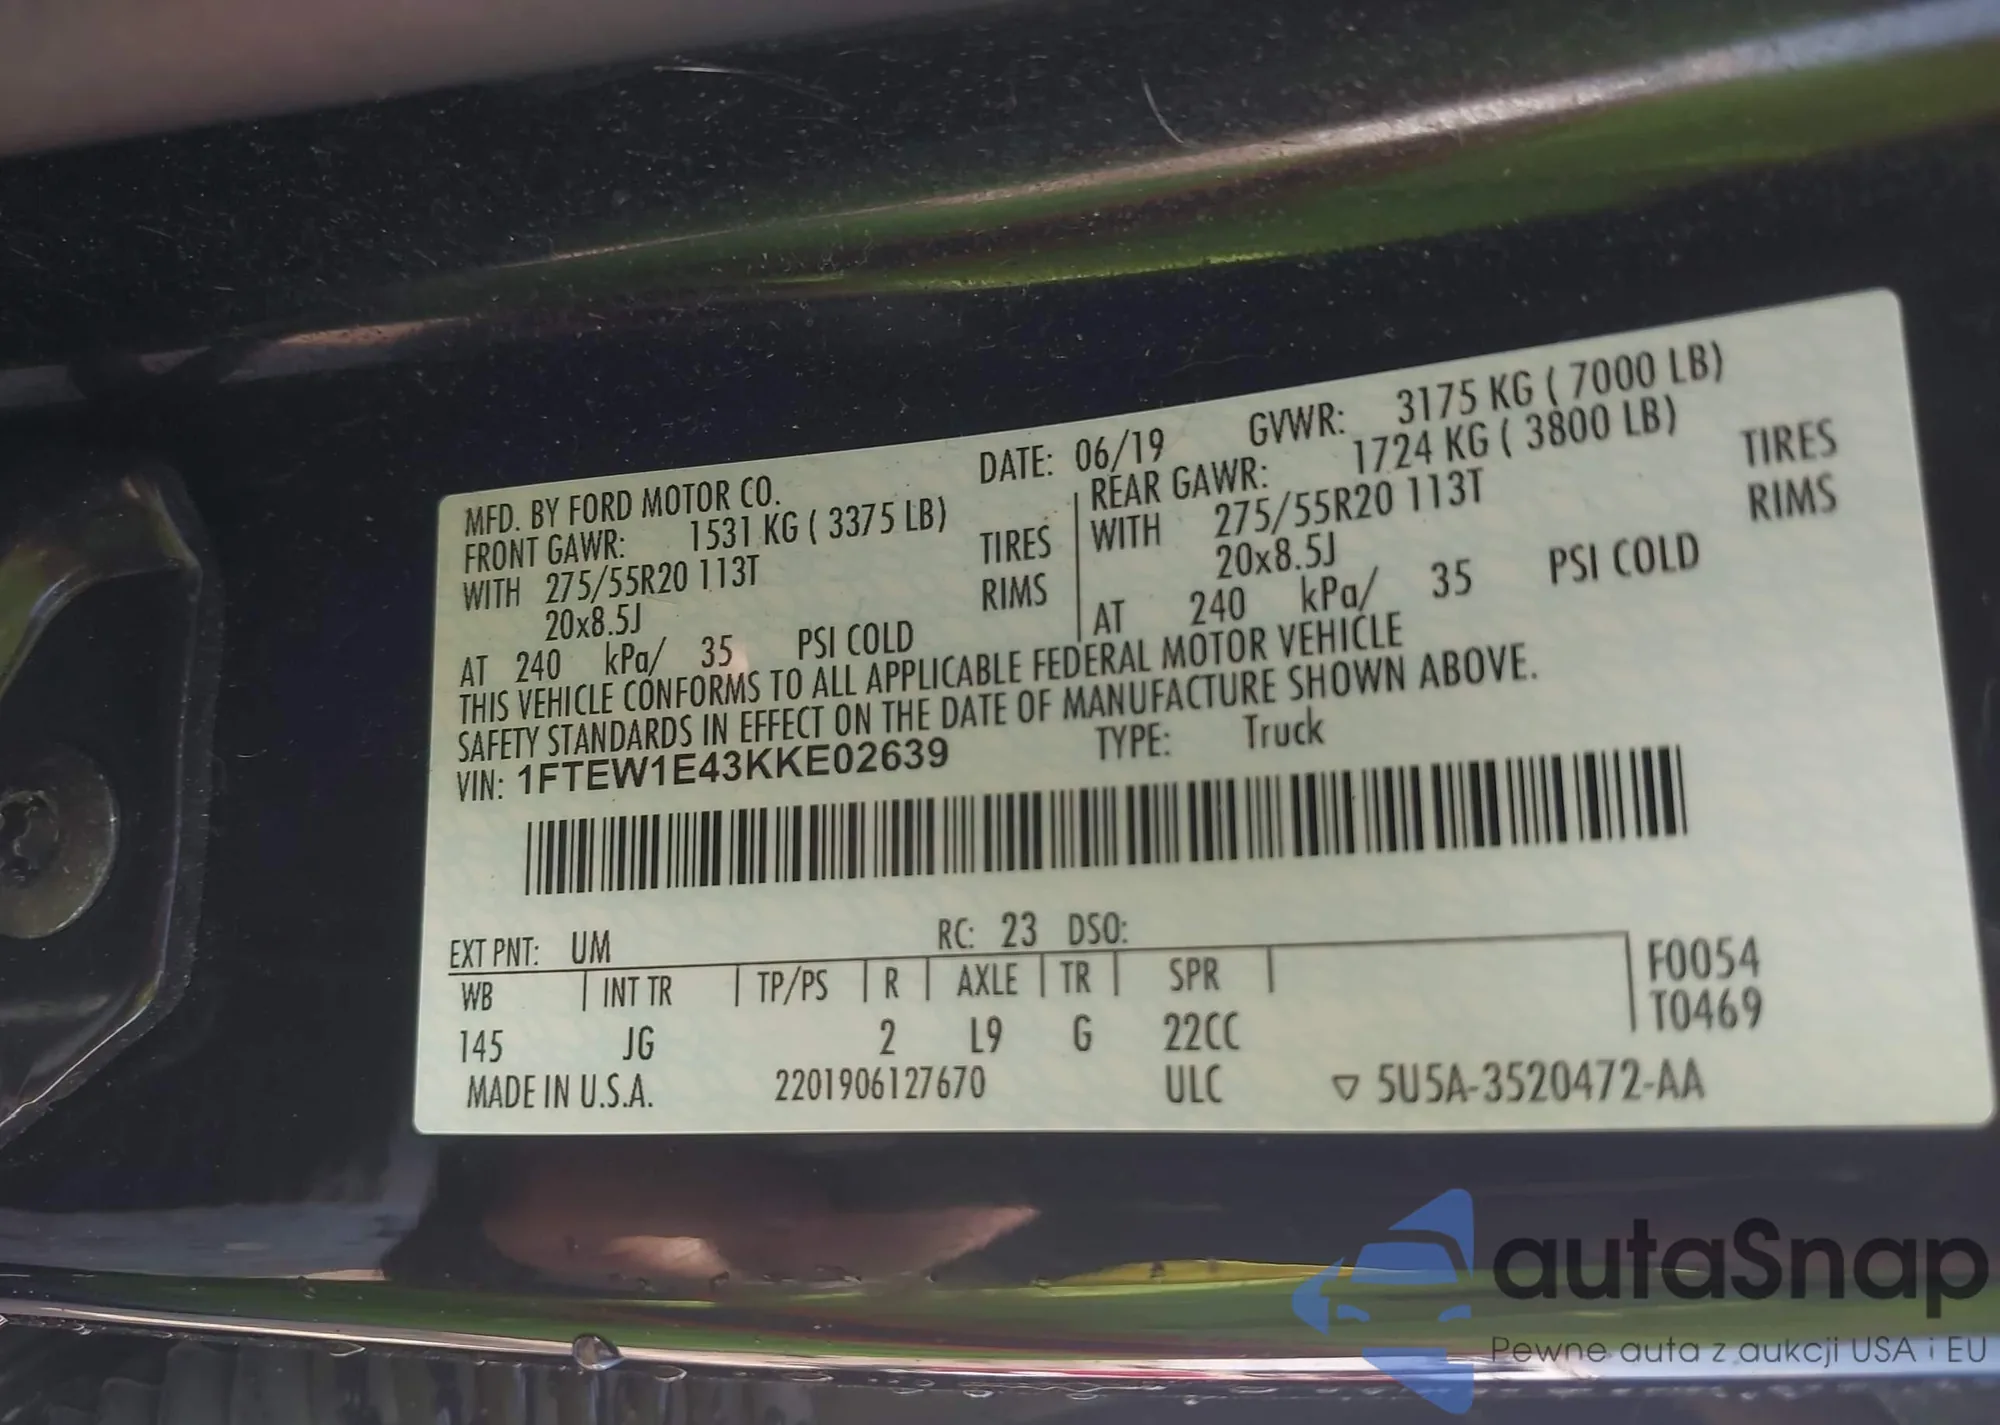 MFD. BY FORD MOTOR CO. DATE: 06/19 GVWR: 3175 KG ( 7000 LB)
FRONT GAWR: 1531 KG ( 3375 LB) REAR GAWR: 1724 KG ( 3800 LB)
WITH 275/55R20 113T TIRES WITH 275/55R20 113T TIRES
20x8.5J RIMS 20x8.5J RIMS
AT 240 kPa/ 35 PSI COLD AT 240 kPa/ 35 PSI COLD
THIS VEHICLE CONFORMS TO ALL APPLICABLE FEDERAL MOTOR VEHICLE
SAFETY STANDARDS IN EFFECT ON THE DATE OF MANUFACTURE SHOWN ABOVE.
VIN: 1FTEW1E43KKE02639 TYPE: Truck
EXT PNT: UM RC: 23 DSO:
WB INT TR TP/PS R AXLE TR SPR F0054
145 JG 2 L9 G 22CC T0469
MADE IN U.S.A. 2201906127670 ULC ▽ 5U5A-3520472-AA
autaSnap
Pewne auta z aukcji USA i EU